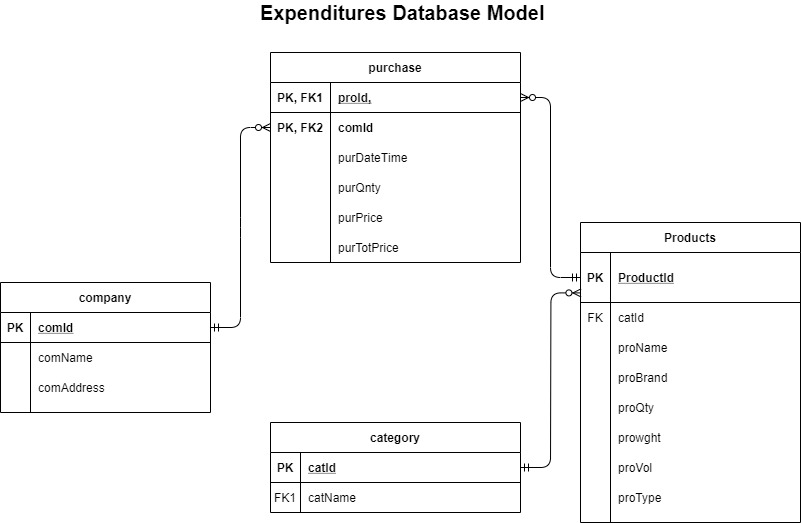 Expenditures Database Model
purchase
PK, FK1 proId,
PK, FK2 comId
purDateTime
purQnty
purPrice
purTotPrice
Products
PK ProductId
FK catId
proName
proBrand
proQty
prowght
proVol
proType
company
PK comId
comName
comAddress
category
PK catId
FK1 catName